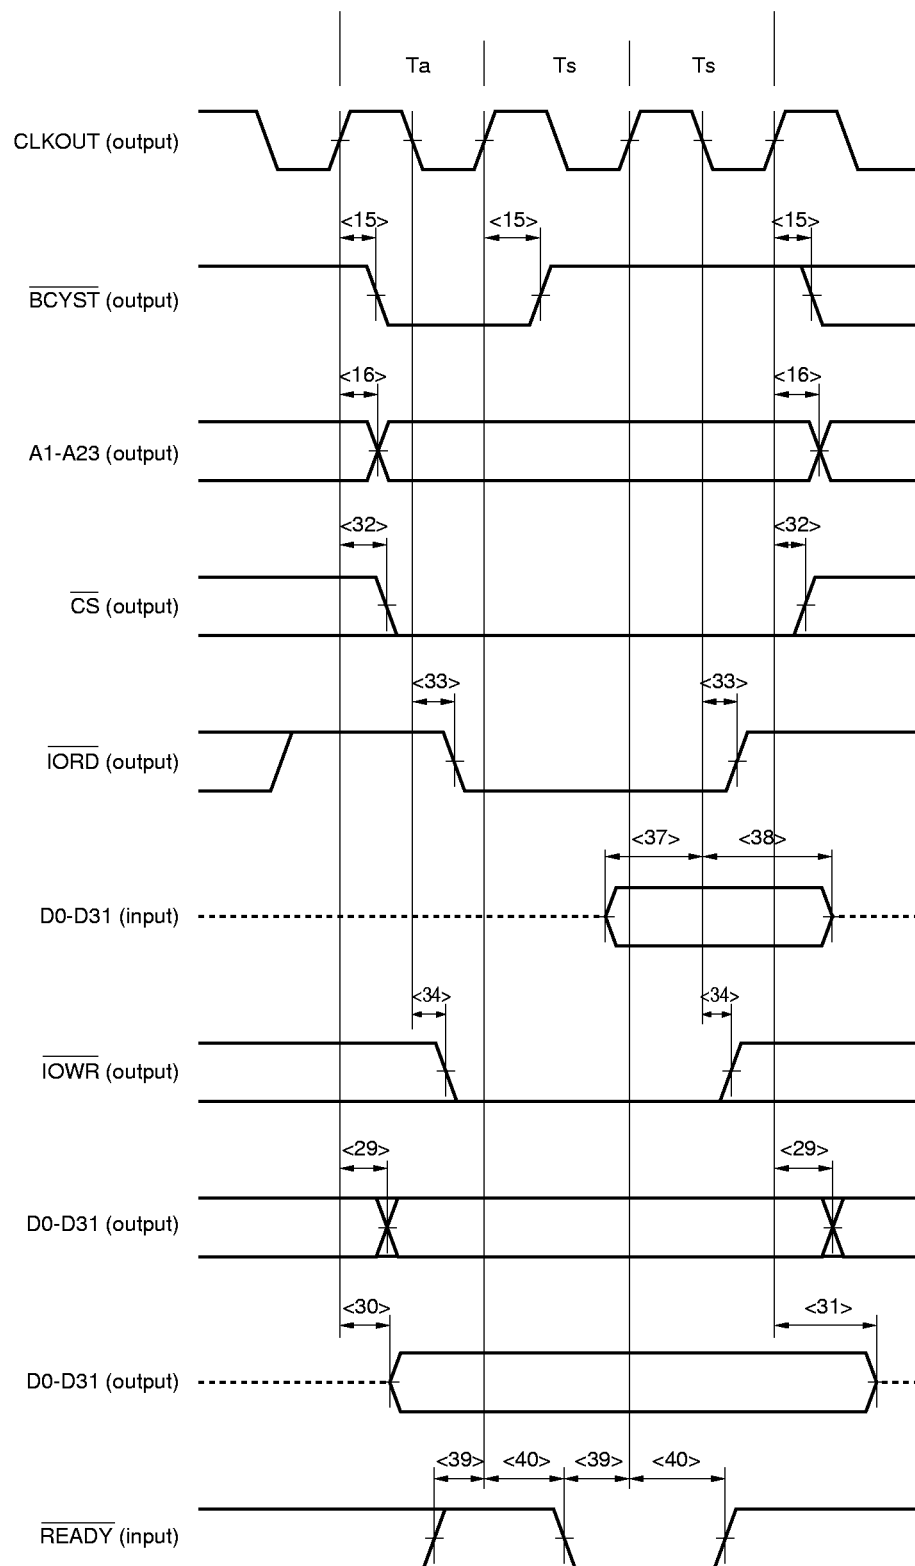 Ta Ts Ts
CLKOUT (output)
<15> <15> <15>
BCYST (output)
<16> <16>
A1-A23 (output)
<32> <32>
CS (output)
<33> <33>
IORD (output)
<37> <38>
D0-D31 (input)
<34> <34>
IOWR (output)
<29> <29>
D0-D31 (output)
<30> <31>
D0-D31 (output)
<39> <40> <39> <40>
READY (input)